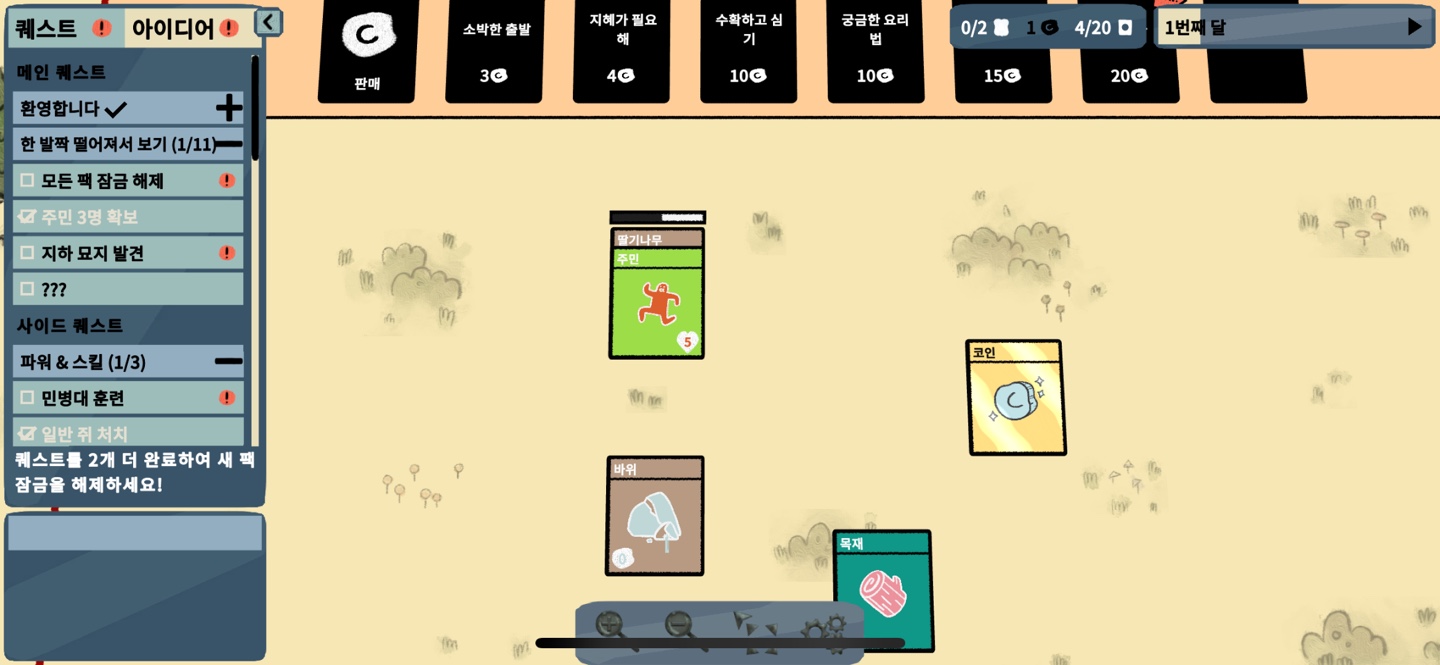 퀘스트
아이디어
메인 퀘스트
환영합니다
한 발짝 떨어져서 보기 (1/11)
모든 팩 잠금 해제
주민 3명 확보
지하 묘지 발견
???
사이드 퀘스트
파워 & 스킬 (1/3)
민병대 훈련
일반 쥐 처치
퀘스트를 2개 더 완료하여 새 팩
잠금을 해제하세요!
판매
소박한 출발
3
지혜가 필요
해
4
수확하고 심
기
10
궁금한 요리
법
10
15
20
0/2
1
4/20
1번째 달
딸기나무
주민
5
코인
바위
목재